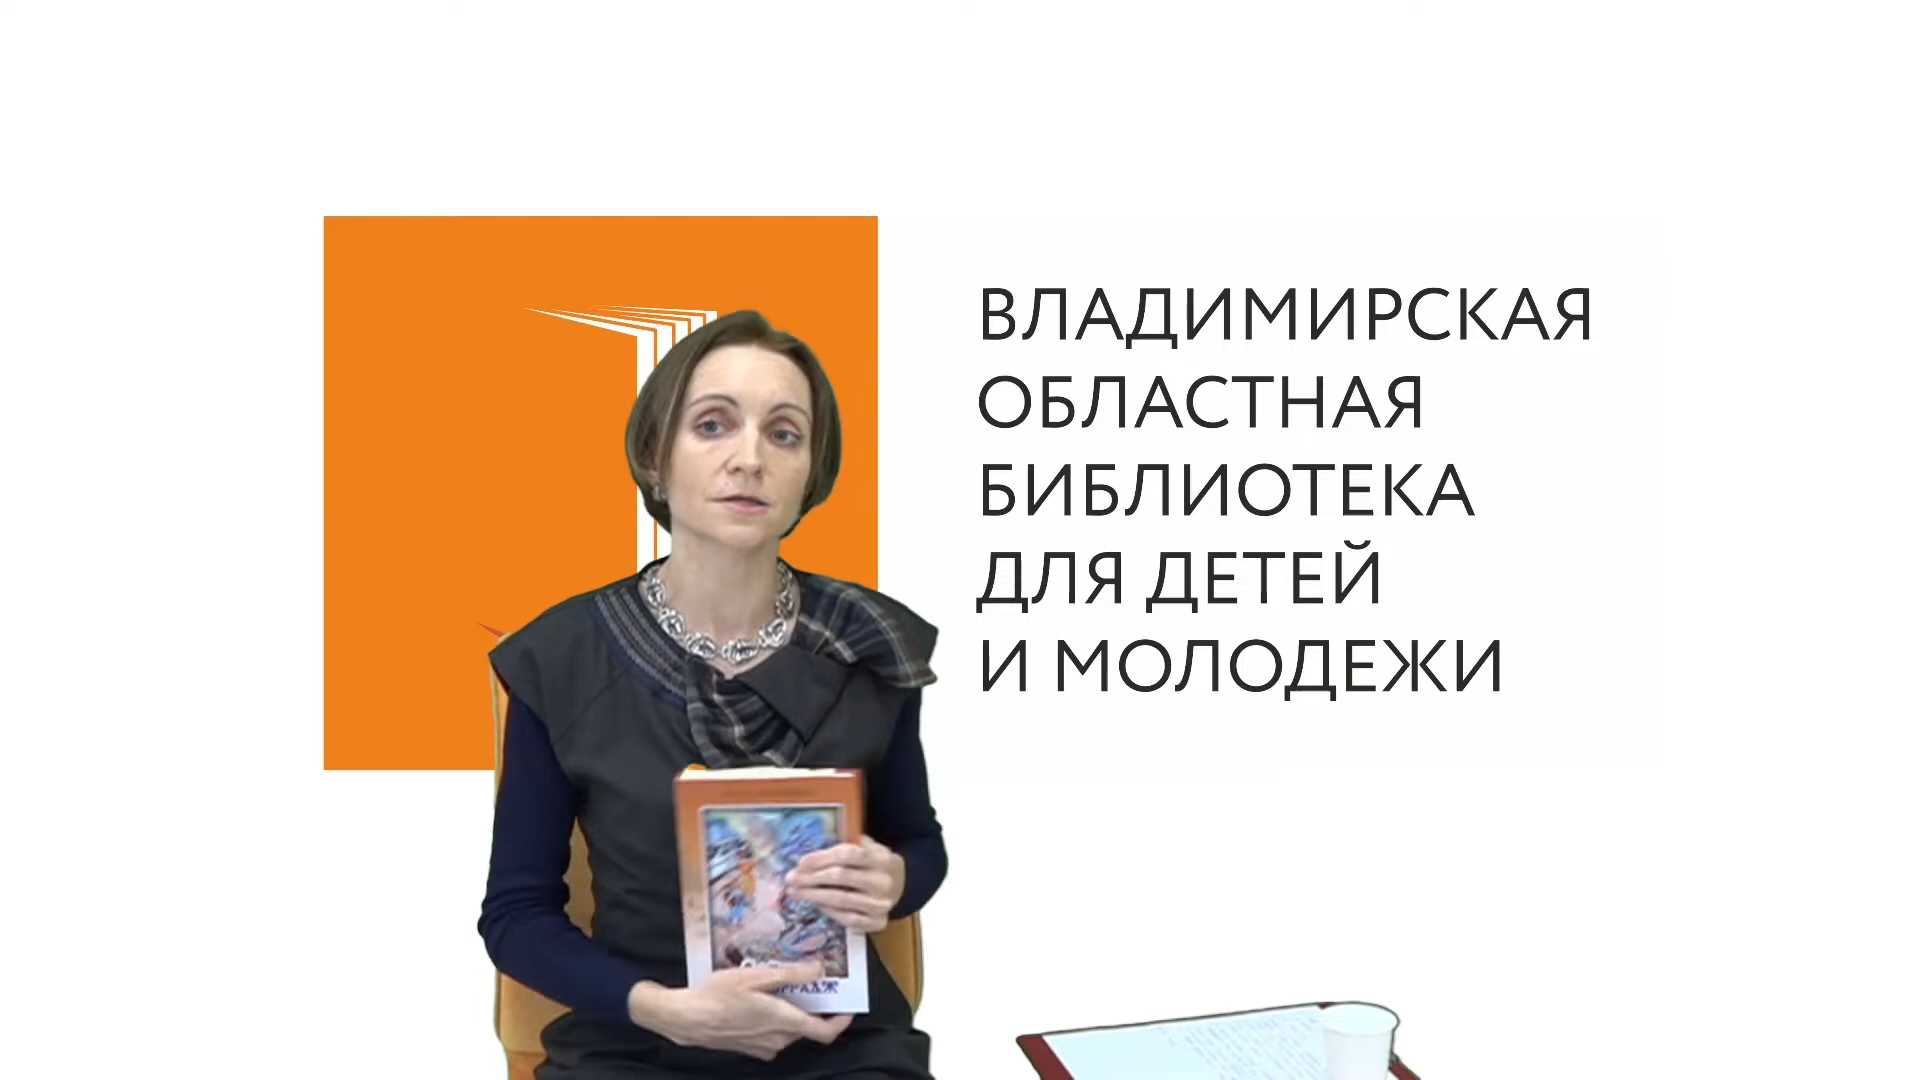 ВЛАДИМИРСКАЯ
ОБЛАСТНАЯ
БИБЛИОТЕКА
ДЛЯ ДЕТЕЙ
И МОЛОДЕЖИ